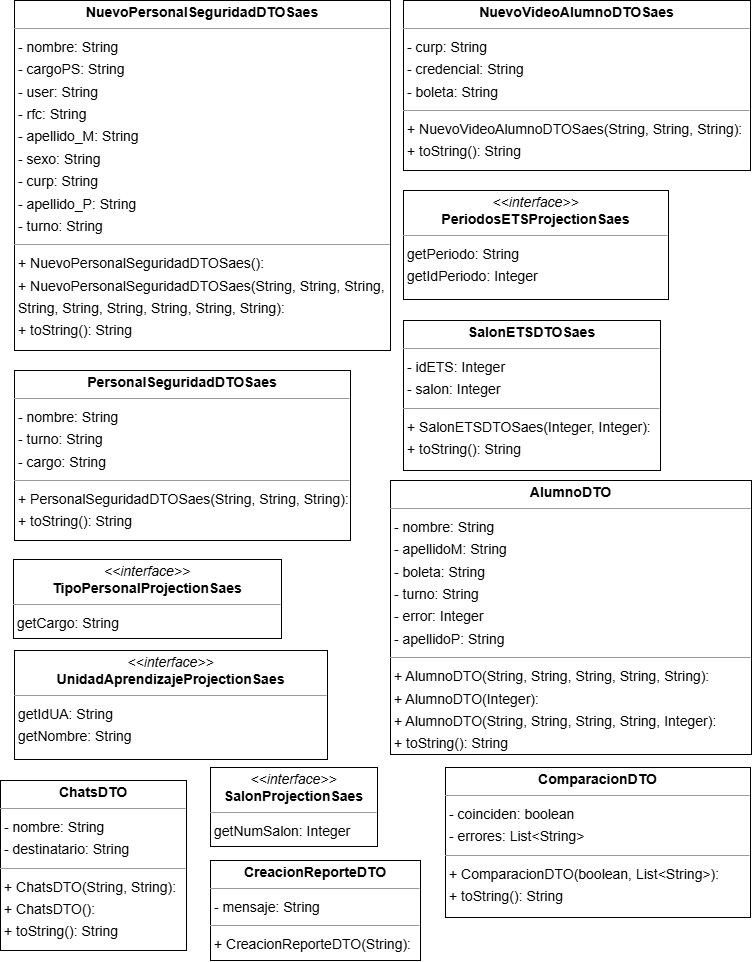 NuevoPersonalSeguridadDTOSaes
- nombre: String
- cargoPS: String
- user: String
- rfc: String
- apellido_M: String
- sexo: String
- curp: String
- apellido_P: String
- turno: String
+ NuevoPersonalSeguridadDTOSaes():
+ NuevoPersonalSeguridadDTOSaes(String, String, String,
String, String, String, String, String, String):
+ toString(): String
NuevoVideoAlumnoDTOSaes
- curp: String
- credencial: String
- boleta: String
+ NuevoVideoAlumnoDTOSaes(String, String, String):
+ toString(): String
<<interface>>
PeriodosETSProjectionSaes
getPeriodo: String
getIdPeriodo: Integer
SalonETSDTOSaes
- idETS: Integer
- salon: Integer
+ SalonETSDTOSaes(Integer, Integer):
+ toString(): String
PersonalSeguridadDTOSaes
- nombre: String
- turno: String
- cargo: String
+ PersonalSeguridadDTOSaes(String, String, String):
+ toString(): String
AlumnoDTO
- nombre: String
- apellidoM: String
- boleta: String
- turno: String
- error: Integer
- apellidoP: String
+ AlumnoDTO(String, String, String, String, String):
+ AlumnoDTO(Integer):
+ AlumnoDTO(String, String, String, String, Integer):
+ toString(): String
<<interface>>
TipoPersonalProjectionSaes
getCargo: String
<<interface>>
UnidadAprendizajeProjectionSaes
getIdUA: String
getNombre: String
ChatsDTO
- nombre: String
- destinatario: String
+ ChatsDTO(String, String):
+ ChatsDTO():
+ toString(): String
<<interface>>
SalonProjectionSaes
getNumSalon: Integer
CreacionReporteDTO
- mensaje: String
+ CreacionReporteDTO(String):
ComparacionDTO
- coinciden: boolean
- errores: List<String>
+ ComparacionDTO(boolean, List<String>):
+ toString(): String